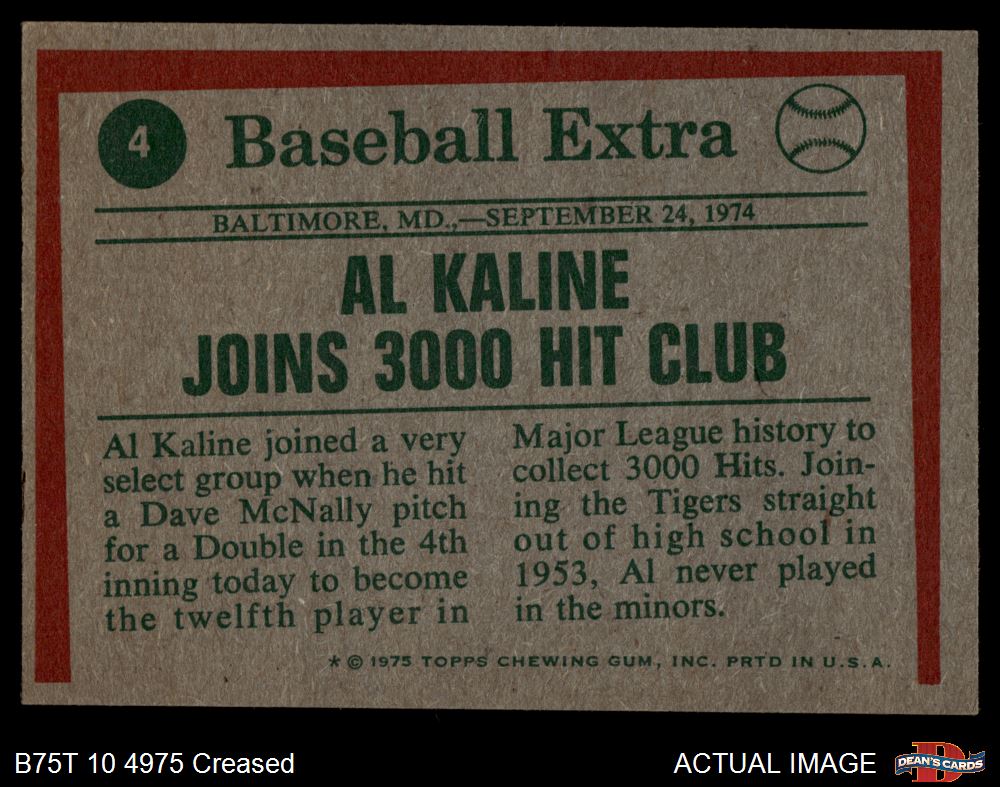 4
Baseball Extra
BALTIMORE, MD.,—SEPTEMBER 24, 1974
AL KALINE
JOINS 3000 HIT CLUB
Al Kaline joined a very
select group when he hit
a Dave McNally pitch
for a Double in the 4th
inning today to become
the twelfth player in
Major League history to
collect 3000 Hits. Join-
ing the Tigers straight
out of high school in
1953, Al never played
in the minors.
* © 1975 TOPPS CHEWING GUM, INC. PRTD IN U.S.A.
B75T 10 4975 Creased
ACTUAL IMAGE
D
DEAN'S CARDS